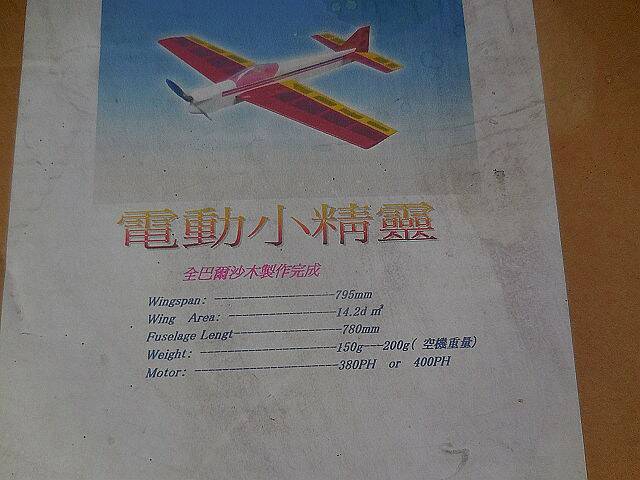 電動小精靈
全巴爾沙木製作完成
Wingspan: --------------------795mm
Wing Area: --------------------14.2d ㎡
Fuselage Lengt------------------780mm
Weight: -----------------------150g---200g( 空機重量)
Motor: ------------------------380PH or 400PH